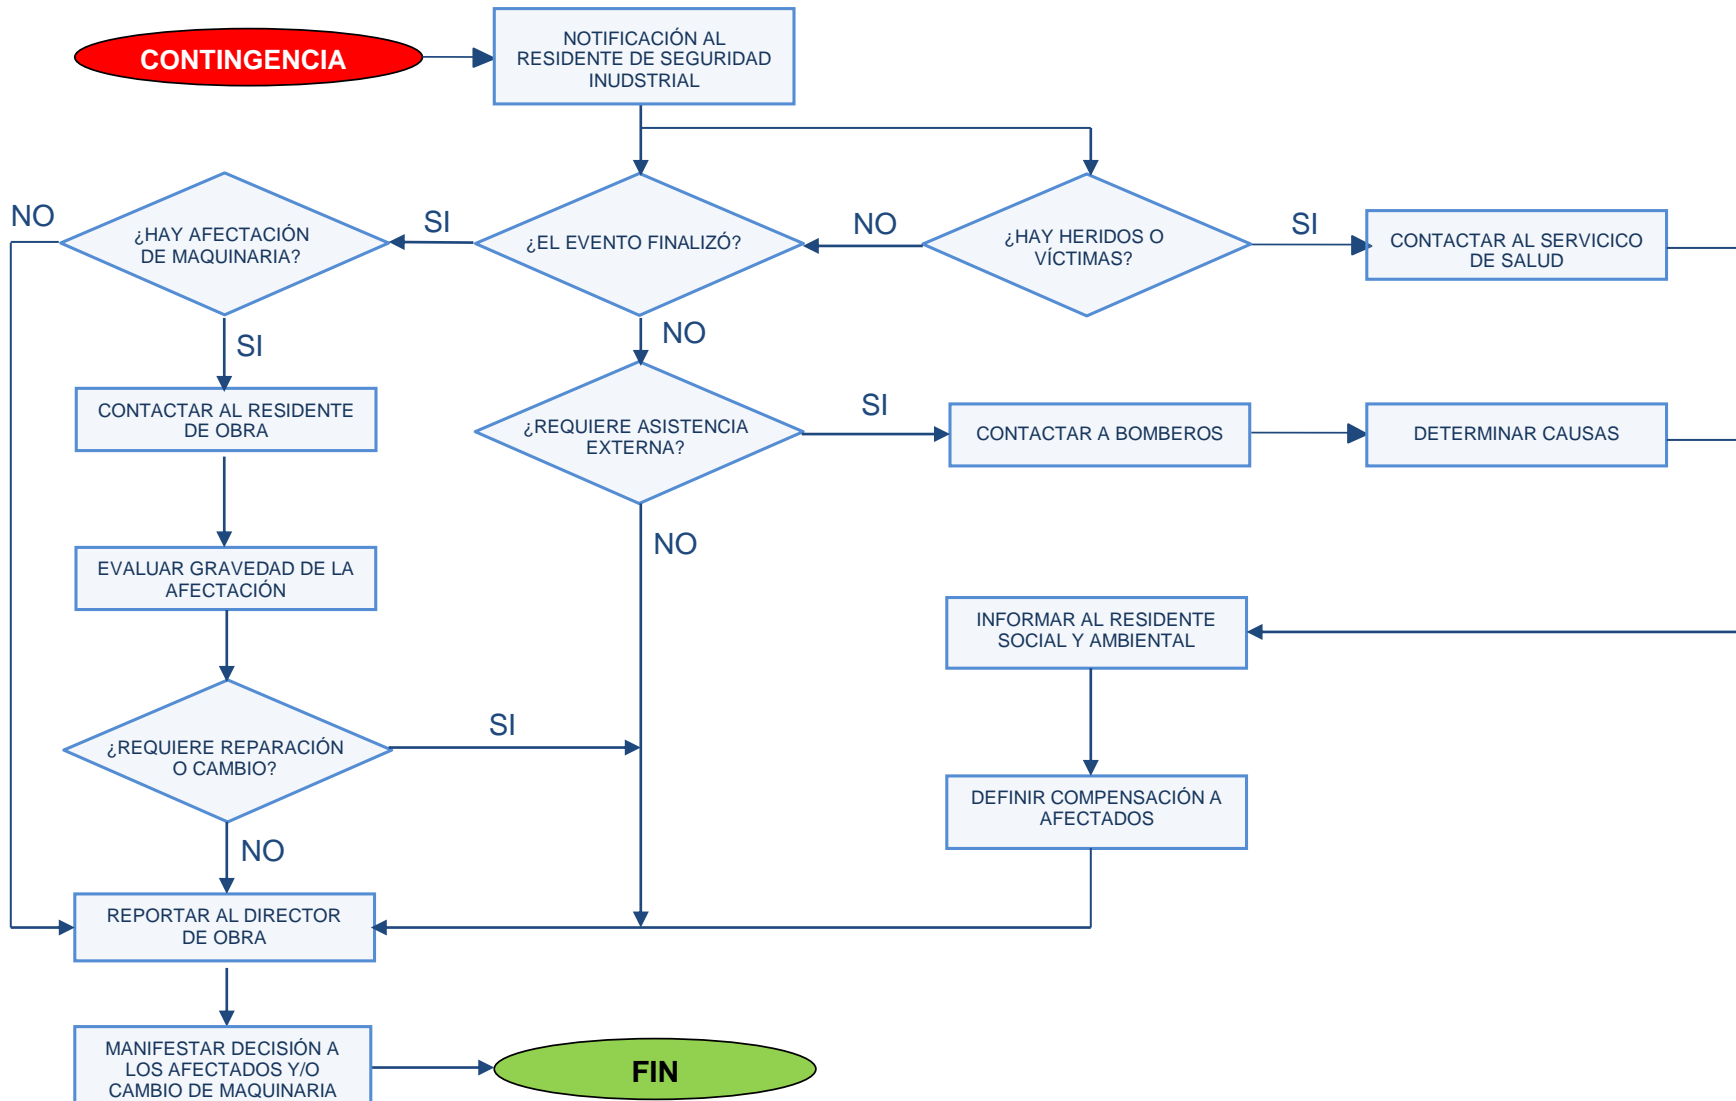 CONTINGENCIA
NOTIFICACIÓN AL
RESIDENTE DE SEGURIDAD
INUDSTRIAL
NO
¿HAY AFECTACIÓN
DE MAQUINARIA?
SI
¿EL EVENTO FINALIZÓ?
NO
¿HAY HERIDOS O
VÍCTIMAS?
SI
CONTACTAR AL SERVICICO
DE SALUD
SI
NO
CONTACTAR AL RESIDENTE
DE OBRA
¿REQUIERE ASISTENCIA
EXTERNA?
SI
CONTACTAR A BOMBEROS
DETERMINAR CAUSAS
NO
EVALUAR GRAVEDAD DE LA
AFECTACIÓN
INFORMAR AL RESIDENTE
SOCIAL Y AMBIENTAL
¿REQUIERE REPARACIÓN
O CAMBIO?
SI
DEFINIR COMPENSACIÓN A
AFECTADOS
NO
REPORTAR AL DIRECTOR
DE OBRA
MANIFESTAR DECISIÓN A
LOS AFECTADOS Y/O
CAMBIO DE MAQUINARIA
FIN